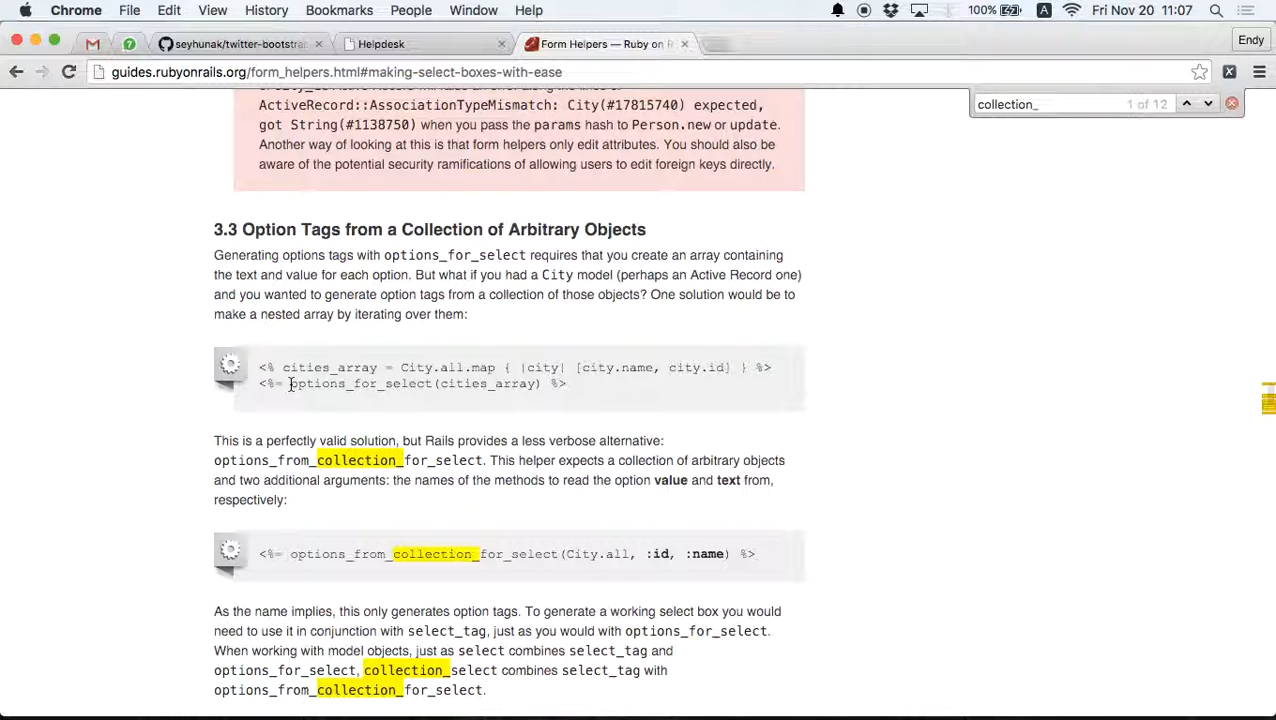 Chrome File Edit View History Bookmarks People Window Help 100% A Fri Nov 20 11:07
seyhunak/twitter-bootstra Helpdesk Form Helpers — Ruby on R Endy
guides.rubyonrails.org/form_helpers.html#making-select-boxes-with-ease
collection_ 1 of 12
ActiveRecord::AssociationTypeMismatch: City(#17815740) expected,
got String(#1138750) when you pass the params hash to Person.new or update.
Another way of looking at this is that form helpers only edit attributes. You should also be
aware of the potential security ramifications of allowing users to edit foreign keys directly.
3.3 Option Tags from a Collection of Arbitrary Objects
Generating options tags with options_for_select requires that you create an array containing
the text and value for each option. But what if you had a City model (perhaps an Active Record one)
and you wanted to generate option tags from a collection of those objects? One solution would be to
make a nested array by iterating over them:
<% cities_array = City.all.map { |city| [city.name, city.id] } %>
<%= options_for_select(cities_array) %>
This is a perfectly valid solution, but Rails provides a less verbose alternative:
options_from_collection_for_select. This helper expects a collection of arbitrary objects
and two additional arguments: the names of the methods to read the option value and text from,
respectively:
<%= options_from_collection_for_select(City.all, :id, :name) %>
As the name implies, this only generates option tags. To generate a working select box you would
need to use it in conjunction with select_tag, just as you would with options_for_select.
When working with model objects, just as select combines select_tag and
options_for_select, collection_select combines select_tag with
options_from_collection_for_select.